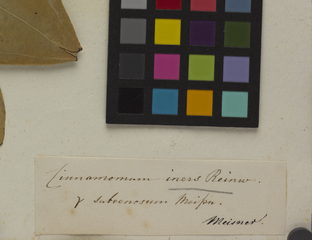 Cinnamomum iners Reinw.
γ subvenosum Meisn.
Meisner!